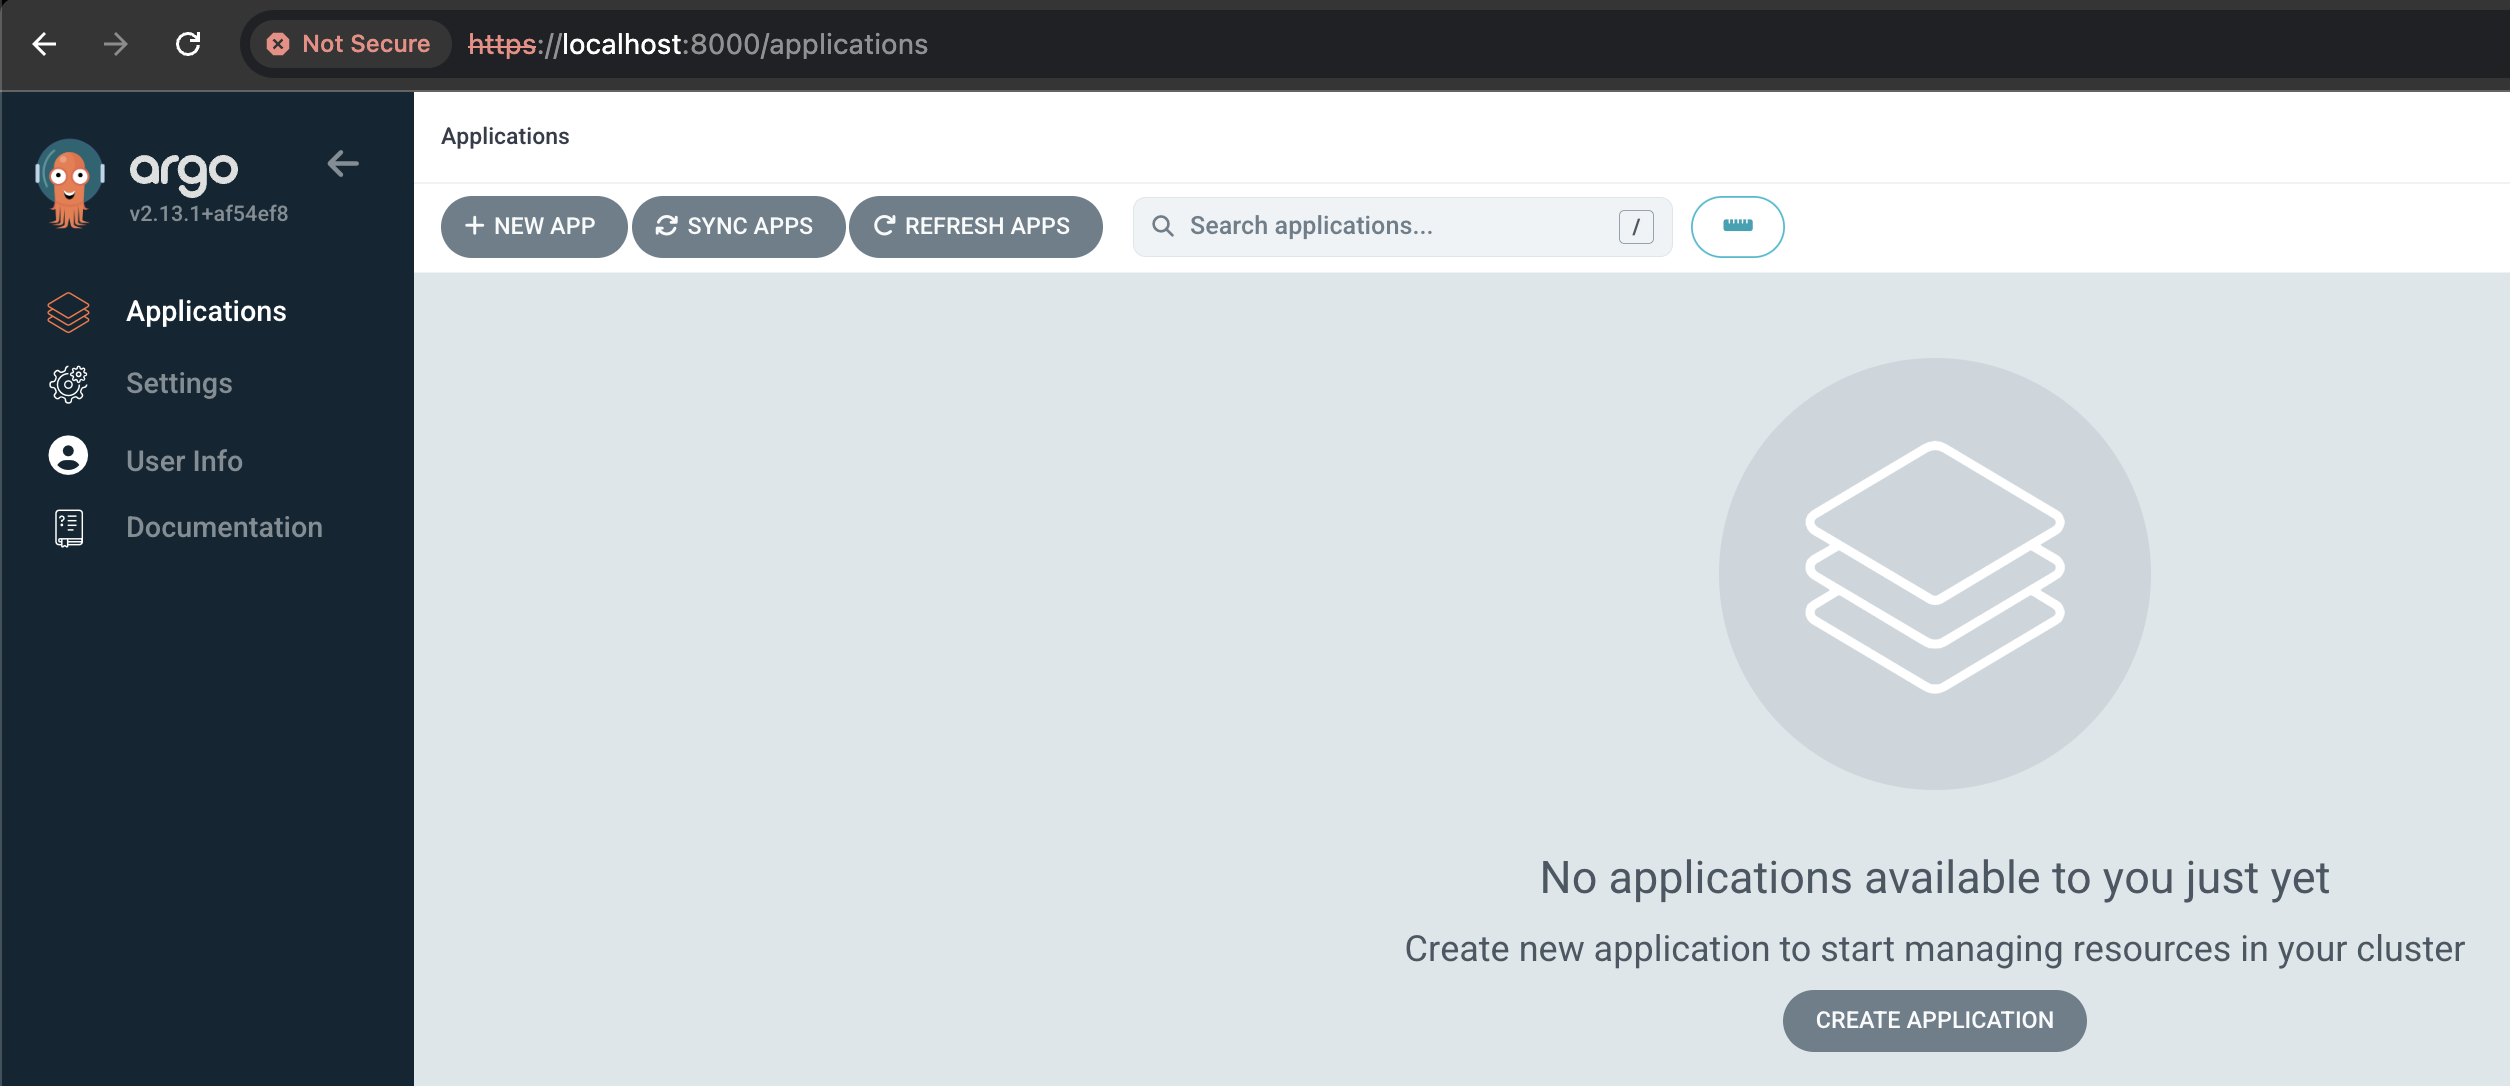 Not Secure https://localhost:8000/applications
argo
v2.13.1+af54ef8
Applications
Settings
User Info
Documentation
Applications
NEW APP SYNC APPS REFRESH APPS Search applications... /
No applications available to you just yet
Create new application to start managing resources in your cluster
CREATE APPLICATION